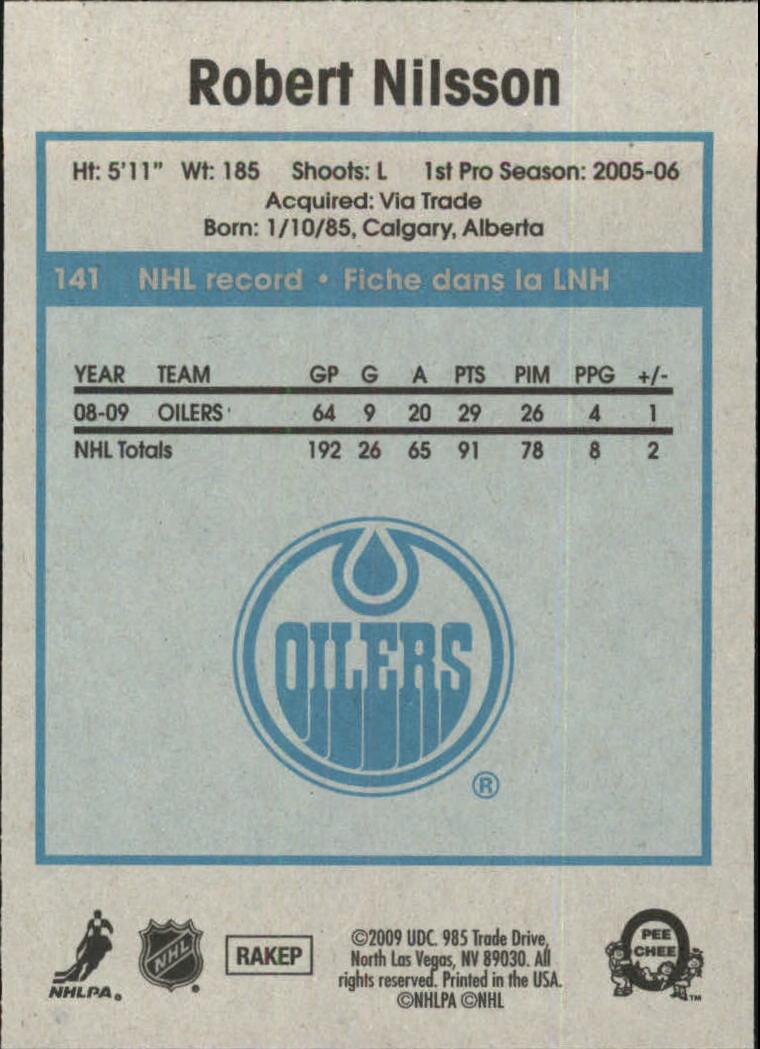 Robert Nilsson
Ht: 5'11" Wt: 185 Shoots: L 1st Pro Season: 2005-06
Acquired: Via Trade
Born: 1/10/85, Calgary, Alberta
141 NHL record • Fiche dans la LNH
YEAR TEAM GP G A PTS PIM PPG +/-
08-09 OILERS 64 9 20 29 26 4 1
NHL Totals 192 26 65 91 78 8 2
OILERS
®
NHLPA®
NHL
RAKEP
©2009 UDC. 985 Trade Drive,
North Las Vegas, NV 89030. All
rights reserved. Printed in the USA.
©NHLPA ©NHL
O
PEE
CHEE
TM